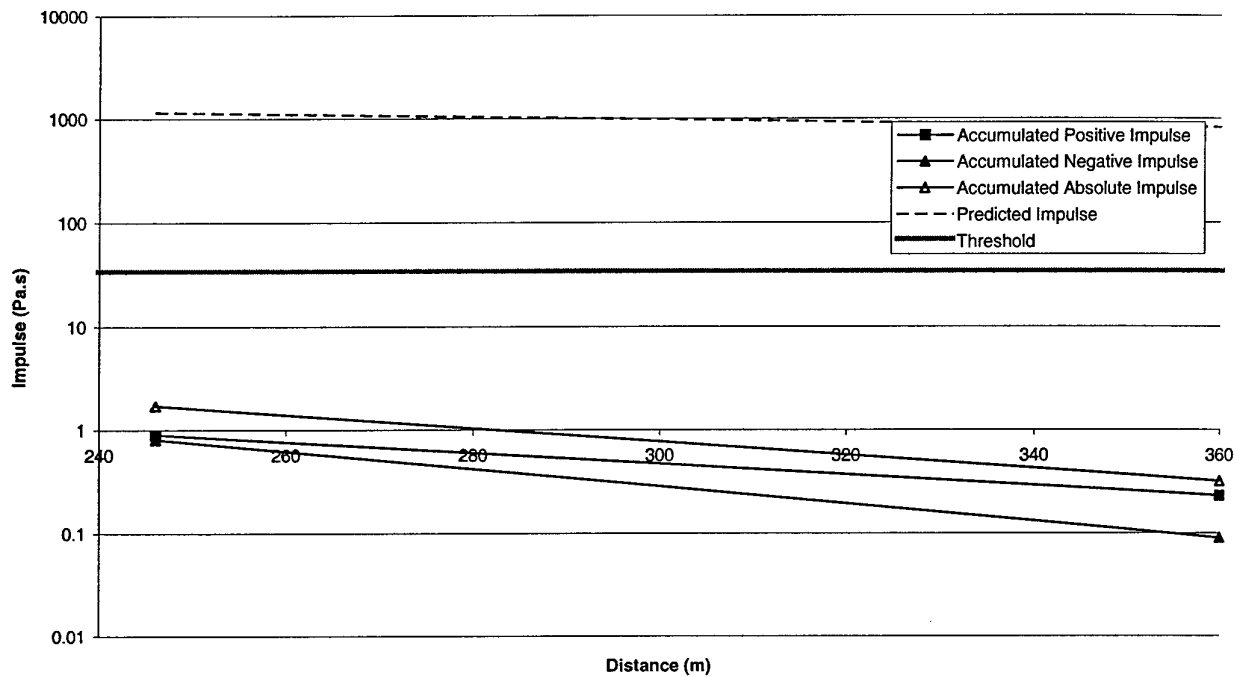 10000
1000
100
10
1
0.1
0.01
Impulse (Pa.s)
240
260
280
300
320
340
360
Distance (m)
Accumulated Positive Impulse
Accumulated Negative Impulse
Accumulated Absolute Impulse
Predicted Impulse
Threshold